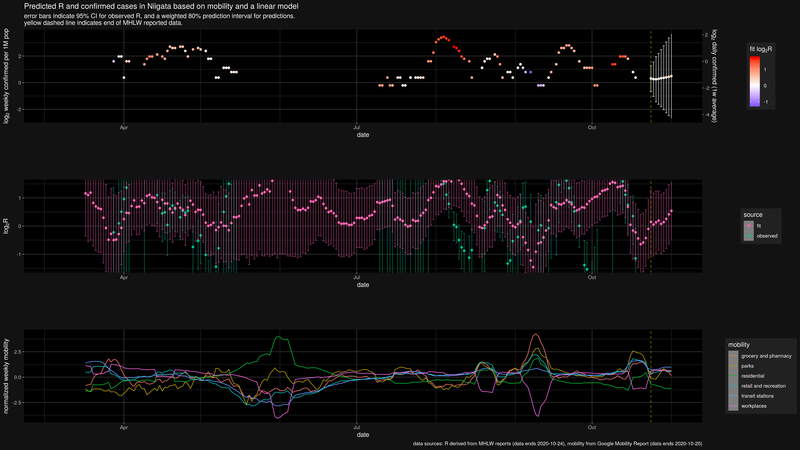 Predicted R and confirmed cases in Niigata based on mobility and a linear model
error bars indicate 95% CI for observed R, and a weighted 80% prediction interval for predictions.
yellow dashed line indicates end of MHLW reported data.
log₂ weekly confirmed per 1M pop
2
0
-2
log₂ daily confirmed (1w average)
2
0
-2
-4
Apr
Jul
Oct
date
fit log₂R
1
0
-1
log₂R
1
0
-1
Apr
Jul
Oct
date
source
fit
observed
normalised weekly mobility
2.5
0.0
-2.5
Apr
Jul
Oct
date
mobility
grocery and pharmacy
parks
residential
retail and recreation
transit stations
workplaces
data sources: R derived from MHLW reports (data ends 2020-10-24), mobility from Google Mobility Report (data ends 2020-10-20)